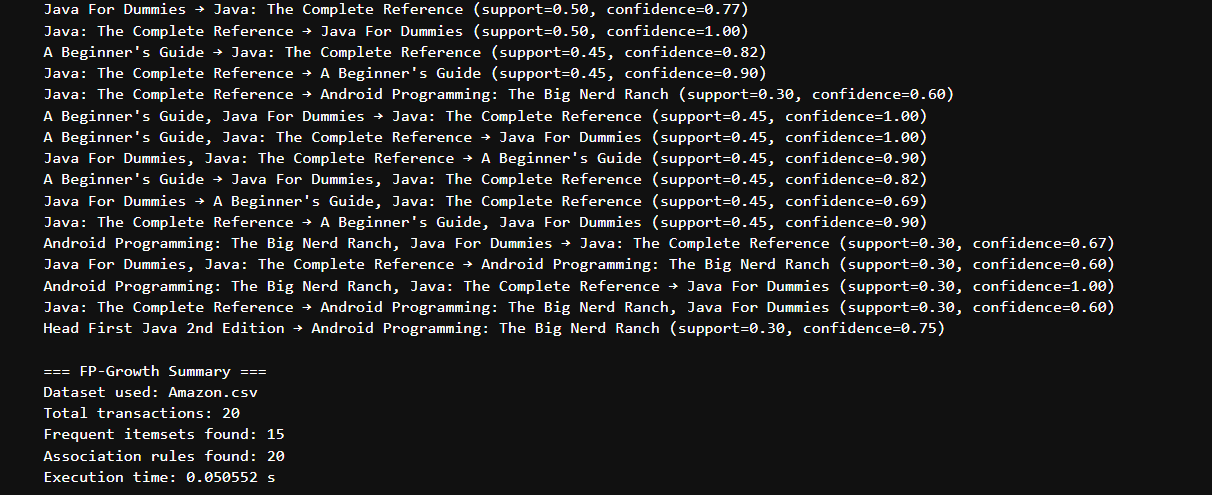 Java For Dummies → Java: The Complete Reference (support=0.50, confidence=0.77)
Java: The Complete Reference → Java For Dummies (support=0.50, confidence=1.00)
A Beginner's Guide → Java: The Complete Reference (support=0.45, confidence=0.82)
Java: The Complete Reference → A Beginner's Guide (support=0.45, confidence=0.90)
Java: The Complete Reference → Android Programming: The Big Nerd Ranch (support=0.30, confidence=0.60)
A Beginner's Guide, Java For Dummies → Java: The Complete Reference (support=0.45, confidence=1.00)
A Beginner's Guide, Java: The Complete Reference → Java For Dummies (support=0.45, confidence=1.00)
Java For Dummies, Java: The Complete Reference → A Beginner's Guide (support=0.45, confidence=0.90)
A Beginner's Guide → Java For Dummies, Java: The Complete Reference (support=0.45, confidence=0.82)
Java For Dummies → A Beginner's Guide, Java: The Complete Reference (support=0.45, confidence=0.69)
Java: The Complete Reference → A Beginner's Guide, Java For Dummies (support=0.45, confidence=0.90)
Android Programming: The Big Nerd Ranch, Java For Dummies → Java: The Complete Reference (support=0.30, confidence=0.67)
Java For Dummies, Java: The Complete Reference → Android Programming: The Big Nerd Ranch (support=0.30, confidence=0.60)
Android Programming: The Big Nerd Ranch, Java: The Complete Reference → Java For Dummies (support=0.30, confidence=1.00)
Java: The Complete Reference → Android Programming: The Big Nerd Ranch, Java For Dummies (support=0.30, confidence=0.60)
Head First Java 2nd Edition → Android Programming: The Big Nerd Ranch (support=0.30, confidence=0.75)
=== FP-Growth Summary ===
Dataset used: Amazon.csv
Total transactions: 20
Frequent itemsets found: 15
Association rules found: 20
Execution time: 0.050552 s